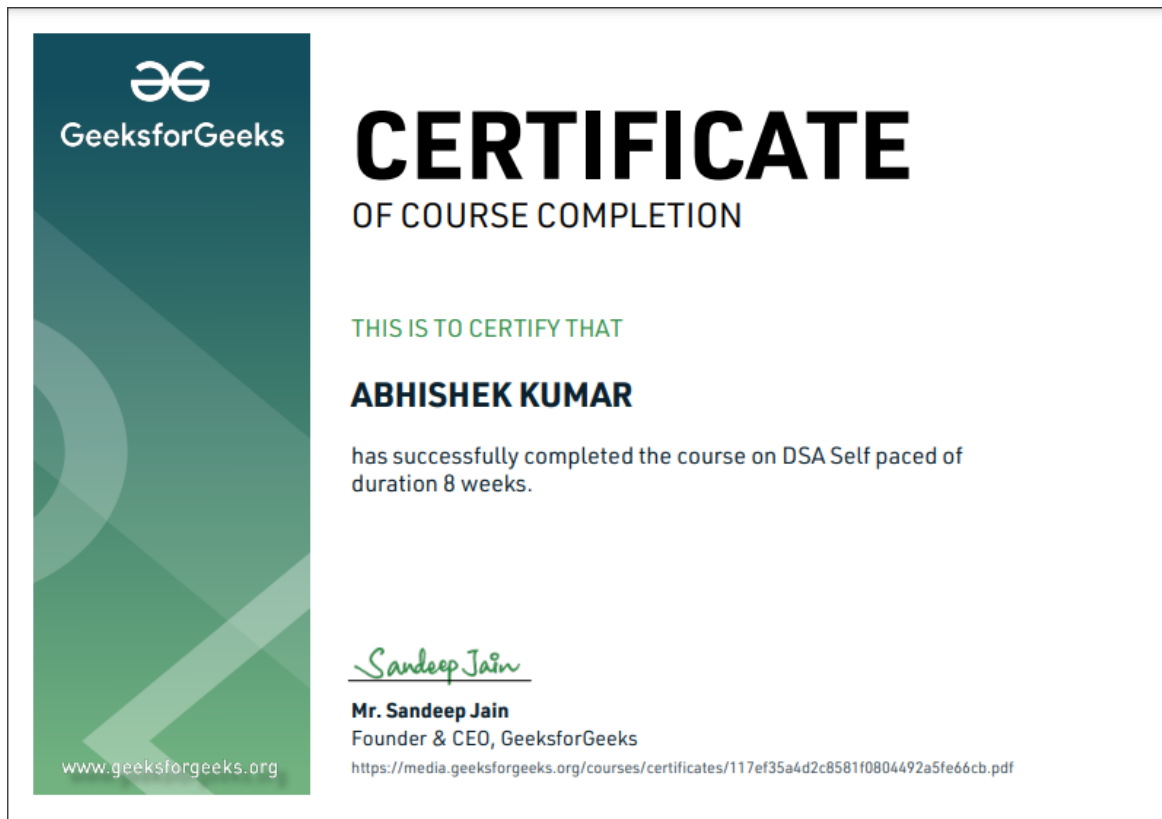 GeeksforGeeks
CERTIFICATE
OF COURSE COMPLETION
THIS IS TO CERTIFY THAT
ABHISHEK KUMAR
has successfully completed the course on DSA Self paced of
duration 8 weeks.
Sandeep Jain
Mr. Sandeep Jain
Founder & CEO, GeeksforGeeks
https://media.geeksforgeeks.org/courses/certificates/117ef35a4d2c8581f0804492a5fe66cb.pdf
www.geeksforgeeks.org